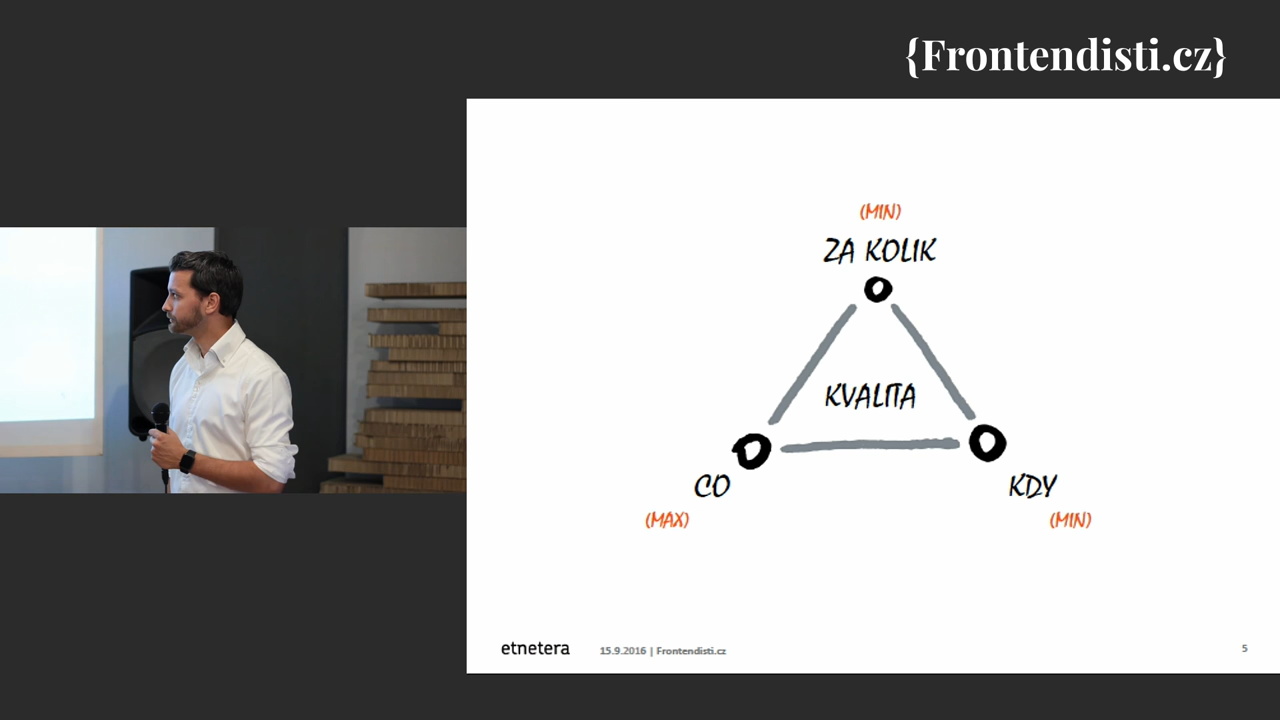 {Frontendisti.cz}
(MIN)
ZA KOLIK
KVALITA
CO
KDY
(MAX)
(MIN)
etnetera
15.9.2016 | Frontendisti.cz
5